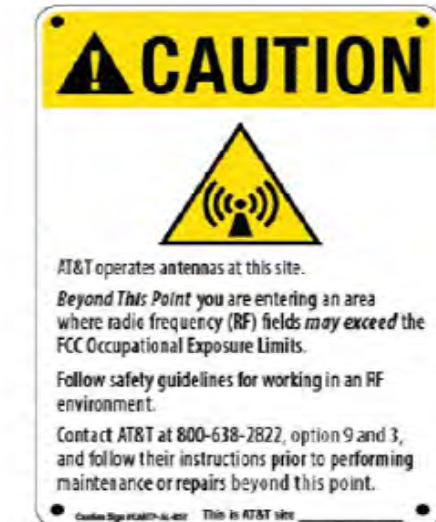 CAUTION
AT&T operates antennas at this site.
Beyond This Point you are entering an area
where radio frequency (RF) fields may exceed the
FCC Occupational Exposure Limits.
Follow safety guidelines for working in an RF
environment.
Contact AT&T at 800-638-2822, option 9 and 3,
and follow their instructions prior to performing
maintenance or repairs beyond this point.
This is AT&T site